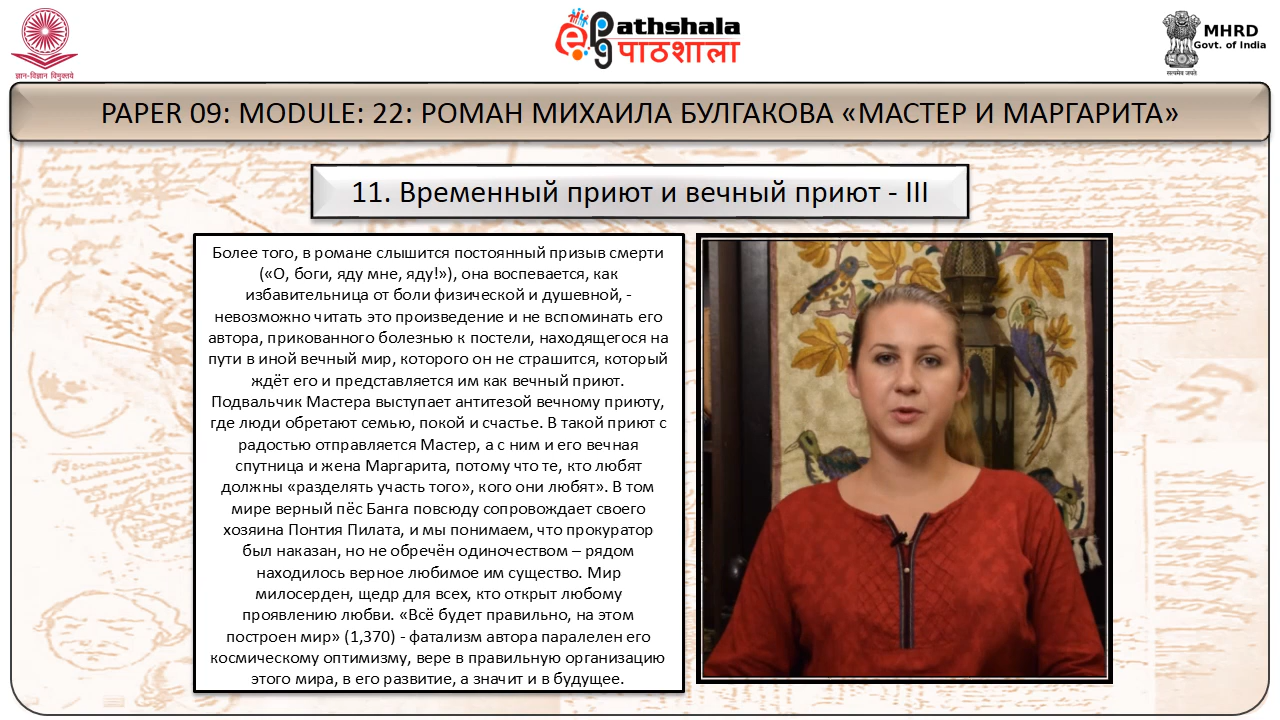 ज्ञान-विज्ञान विमुक्तये
epg Pathshala
पाठशाला
MHRD
Govt. of India
सत्यमेव जयते
PAPER 09: MODULE: 22: РОМАН МИХАИЛА БУЛГАКОВА «МАСТЕР И МАРГАРИТА»
11. Временный приют и вечный приют - III
Более того, в романе слышится постоянный призыв смерти
(«О, боги, яду мне, яду!»), она воспевается, как
избавительница от боли физической и душевной, -
невозможно читать это произведение и не вспоминать его
автора, прикованного болезнью к постели, находящегося на
пути в иной вечный мир, которого он не страшится, который
ждёт его и представляется им как вечный приют.
Подвальчик Мастера выступает антитезой вечному приюту,
где люди обретают семью, покой и счастье. В такой приют с
радостью отправляется Мастер, а с ним и его вечная
спутница и жена Маргарита, потому что те, кто любят
должны «разделять участь того», кого они любят». В том
мире верный пёс Банга повсюду сопровождает своего
хозяина Понтия Пилата, и мы понимаем, что прокуратор
был наказан, но не обречён одиночеством – рядом
находилось верное любимое им существо. Мир
милосерден, щедр для всех, кто открыт любому
проявлению любви. «Всё будет правильно, на этом
построен мир» (1,370) - фатализм автора паралелен его
космическому оптимизму, вере в правильную организацию
этого мира, в его развитие, а значит и в будущее.